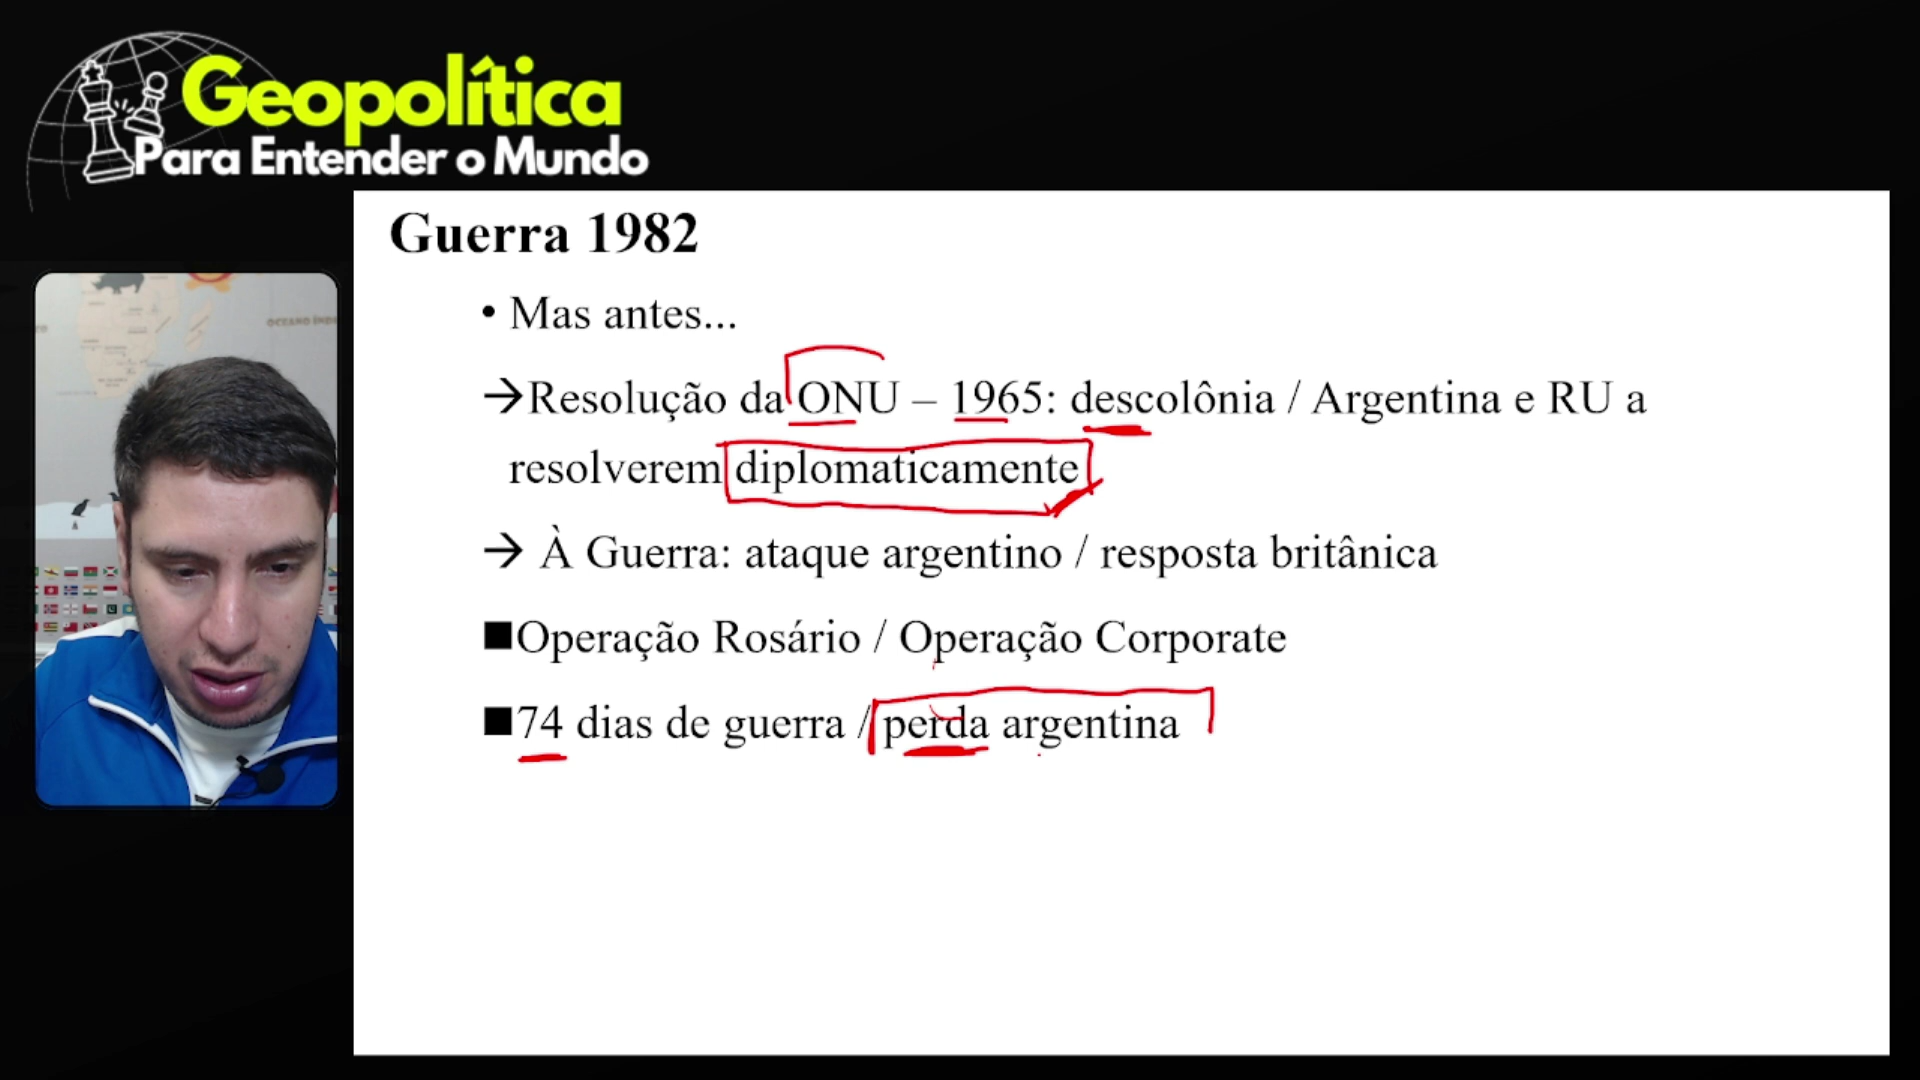 Geopolítica
Para Entender o Mundo
Guerra 1982
• Mas antes...
→Resolução da ONU – 1965: descolônia / Argentina e RU a
resolverem diplomaticamente
→ À Guerra: ataque argentino / resposta britânica
■Operação Rosário / Operação Corporate
■74 dias de guerra / perda argentina